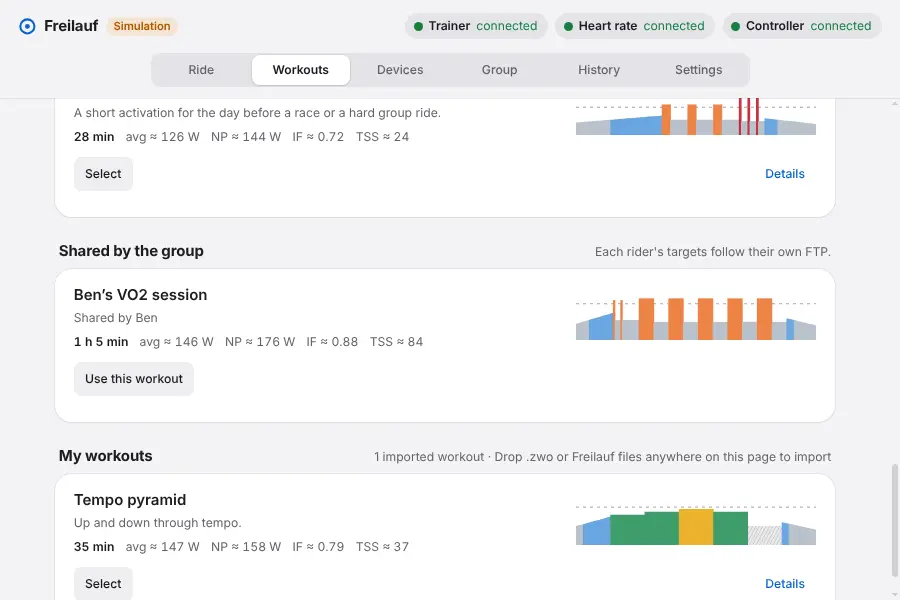 Freilauf Simulation Trainer connected Heart rate connected Controller connected
Ride Workouts Devices Group History Settings
A short activation for the day before a race or a hard group ride.
28 min avg ≈ 126 W NP ≈ 144 W IF ≈ 0.72 TSS ≈ 24
Select Details
Shared by the group Each rider's targets follow their own FTP.
Ben’s VO2 session
Shared by Ben
1 h 5 min avg ≈ 146 W NP ≈ 176 W IF ≈ 0.88 TSS ≈ 84
Use this workout
My workouts 1 imported workout · Drop .zwo or Freilauf files anywhere on this page to import
Tempo pyramid
Up and down through tempo.
35 min avg ≈ 147 W NP ≈ 158 W IF ≈ 0.79 TSS ≈ 37
Select Details